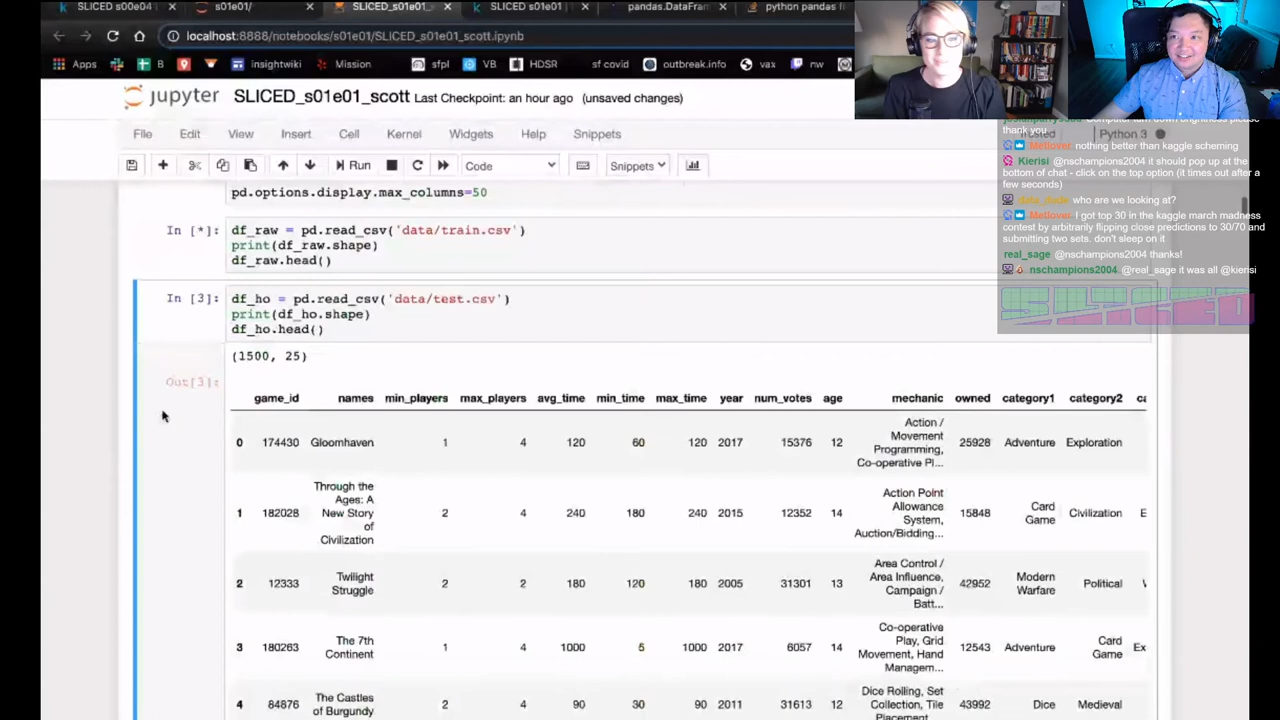 SLICED s00e04
s01e01/
SLICED_s01e01_
SLICED s01e01
pandas.DataFran
python pandas fi
localhost:8888/notebooks/s01e01/SLICED_s01e01_scott.ipynb
Apps
B
insightwiki
Mission
sfpl
VB
HDSR
sf covid
outbreak.info
vax
nw
jupyter SLICED_s01e01_scott Last Checkpoint: an hour ago (unsaved changes)
File Edit View Insert Cell Kernel Widgets Help Snippets
Python 3
Run
Code
Snippets
pd.options.display.max_columns=50
In [*]:
df_raw = pd.read_csv('data/train.csv')
print(df_raw.shape)
df_raw.head()
In [3]:
df_ho = pd.read_csv('data/test.csv')
print(df_ho.shape)
df_ho.head()
(1500, 25)
Out[3]:
game_id names min_players max_players avg_time min_time max_time year num_votes age mechanic owned category1 category2 ca
0 174430 Gloomhaven 1 4 120 60 120 2017 15376 12 Action /
Movement
Programming,
Co-operative Pl... 25928 Adventure Exploration
1 182028 Through the
Ages: A
New Story
of
Civilization 2 4 240 180 240 2015 12352 14 Action Point
Allowance
System,
Auction/Bidding... 15848 Card
Game Civilization E
2 12333 Twilight
Struggle 2 2 180 120 180 2005 31301 13 Area Control /
Area Influence,
Campaign /
Batt... 42952 Modern
Warfare Political
3 180263 The 7th
Continent 1 4 1000 5 1000 2017 6057 14 Co-operative
Play, Grid
Movement, Hand
Managem... 12543 Adventure Card
Game Ex
4 84876 The Castles
of Burgundy 2 4 90 30 90 2011 31613 12 Dice Rolling, Set
Collection, Tile
Placement 43992 Dice Medieval
thank you
Metlover nothing better than kaggle scheming
Kierisi @nschampions2004 it should pop up at the
bottom of chat - click on the top option (it times out after a
few seconds)
data_dude who are we looking at?
Metlover I got top 30 in the kaggle march madness
contest by arbitrarily flipping close predictions to 30/70 and
submitting two sets. don't sleep on it
real_sage @nschampions2004 thanks!
nschampions2004 @real_sage it was all @kiersi
SLICED